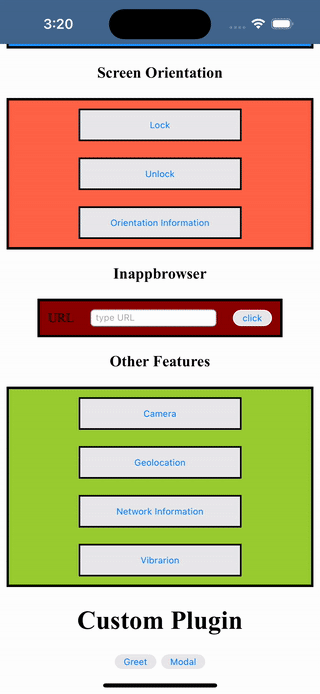 3:20
Screen Orientation
Lock
Unlock
Orientation Information
Inappbrowser
URL type URL click
Other Features
Camera
Geolocation
Network Information
Vibrarion
Custom Plugin
Greet Modal